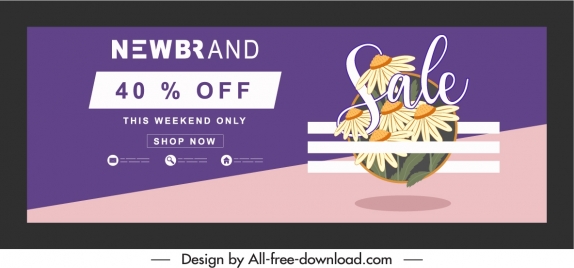 NEWBRAND
40 % OFF
THIS WEEKEND ONLY
SHOP NOW
Sale
Design by All-free-download.com